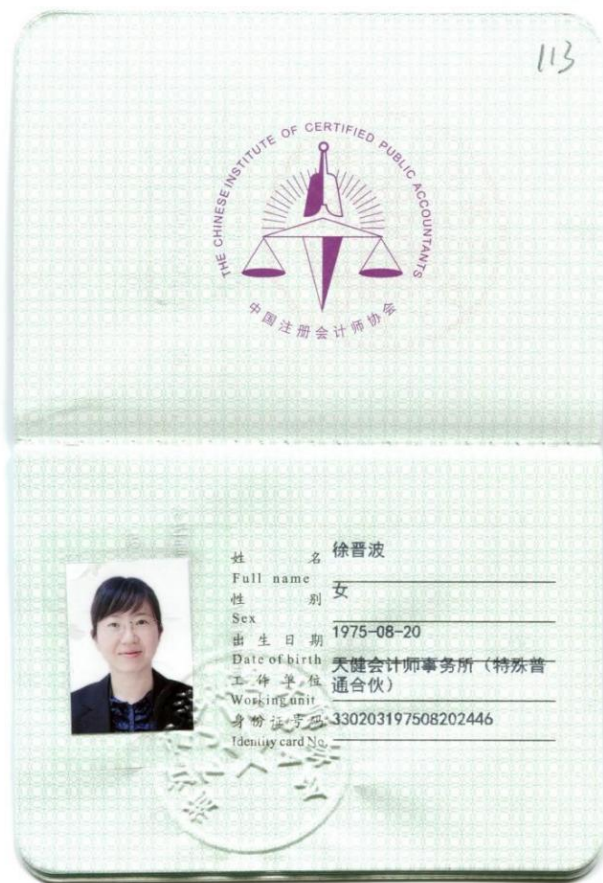 113
THE CHINESE INSTITUTE OF CERTIFIED PUBLIC ACCOUNTANTS
中国注册会计师协会
姓名 徐晋波
Full name
性别 女
Sex
出生日期 1975-08-20
Date of birth
工作单位 天健会计师事务所（特殊普
通合伙）
Working unit
身份证号码 330203197508202446
Identity card No.